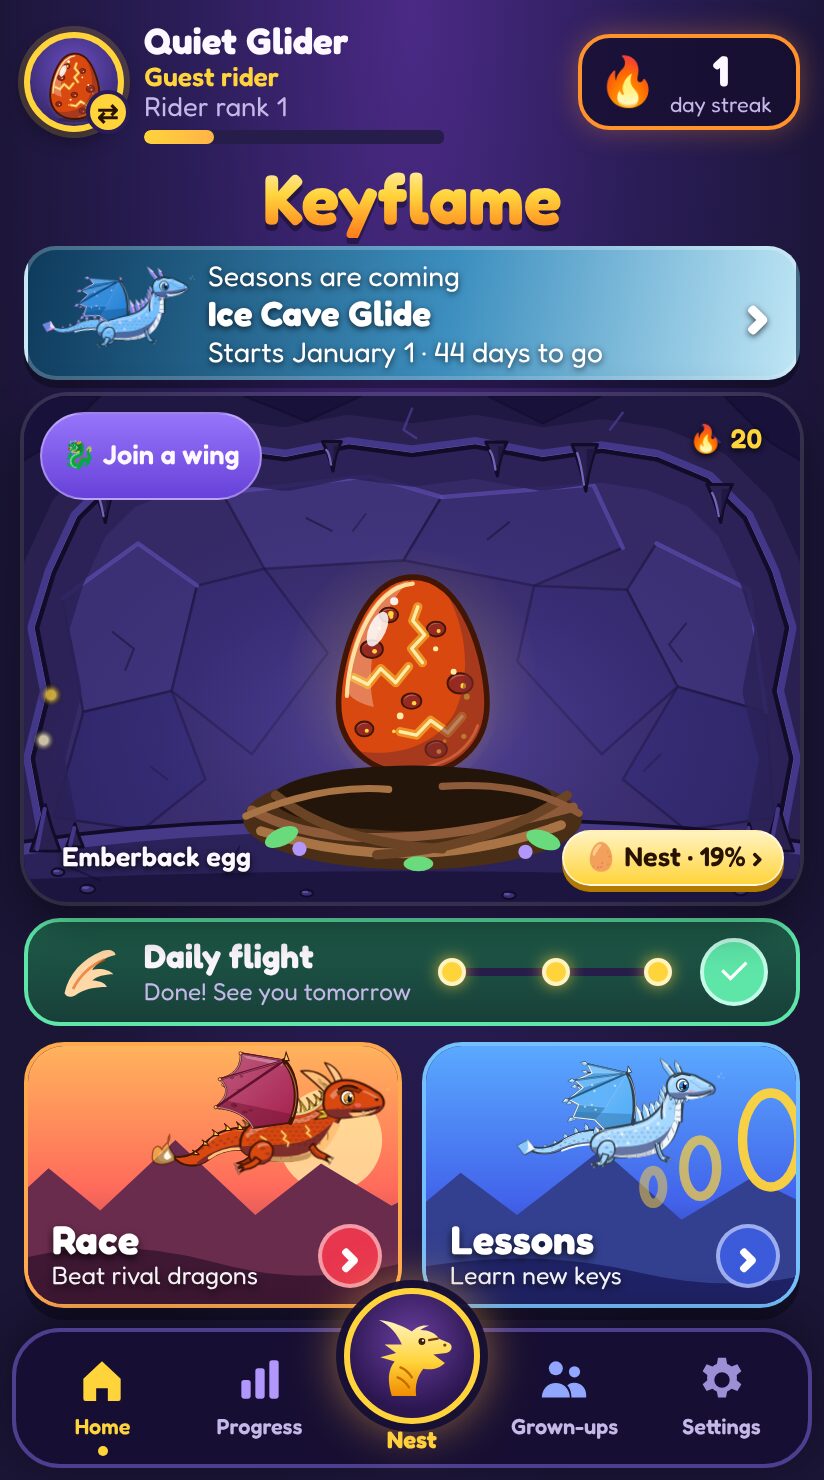 Quiet Glider
Guest rider
Rider rank 1
1
day streak
Keyflame
Seasons are coming
Ice Cave Glide
Starts January 1 · 44 days to go
Join a wing
20
Emberback egg
Nest · 19% ›
Daily flight
Done! See you tomorrow
Race
Beat rival dragons
Lessons
Learn new keys
Home
Progress
Nest
Grown-ups
Settings